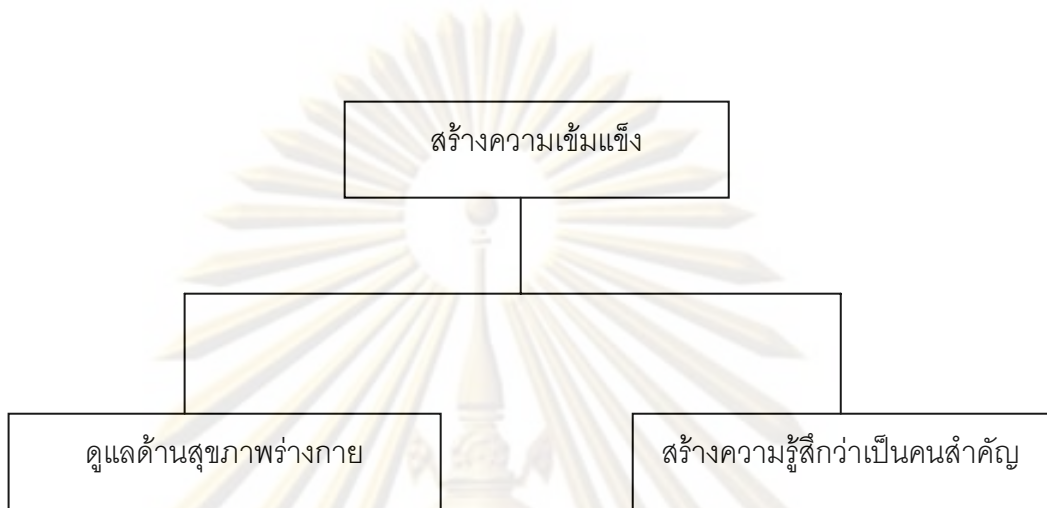 สร้างความเข้มแข็ง
ดูแลด้านสุขภาพร่างกาย
สร้างความรู้สึกว่าเป็นคนสำคัญ